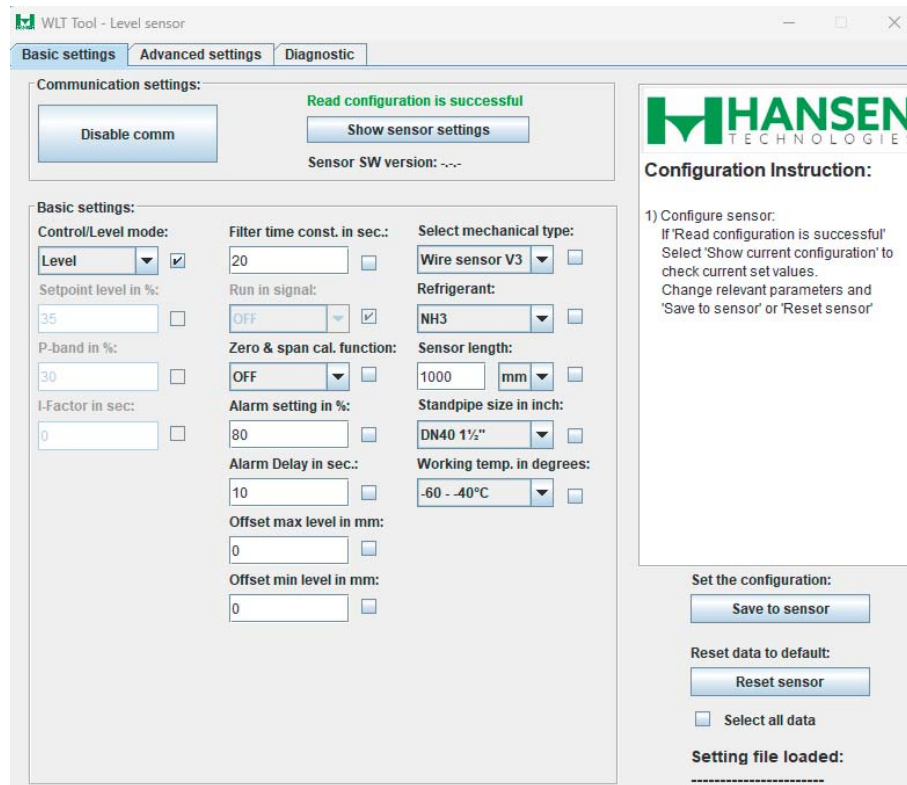 WLT Tool - Level sensor
Basic settings
Advanced settings
Diagnostic
Communication settings:
Disable comm
Read configuration is successful
Show sensor settings
Sensor SW version: -.-.-
Basic settings:
Control/Level mode:
Level
Setpoint level in %:
35
P-band in %:
30
I-Factor in sec:
0
Filter time const. in sec.:
20
Run in signal:
OFF
Zero & span cal. function:
OFF
Alarm setting in %:
80
Alarm Delay in sec.:
10
Offset max level in mm:
0
Offset min level in mm:
0
Select mechanical type:
Wire sensor V3
Refrigerant:
NH3
Sensor length:
1000 mm
Standpipe size in inch:
DN40 1½"
Working temp. in degrees:
-60 - -40°C
HANSEN
TECHNOLOGIE
Configuration Instruction:
1) Configure sensor:
If 'Read configuration is successful'
Select 'Show current configuration' to
check current set values.
Change relevant parameters and
'Save to sensor' or 'Reset sensor'
Set the configuration:
Save to sensor
Reset data to default:
Reset sensor
Select all data
Setting file loaded:
-----------------------